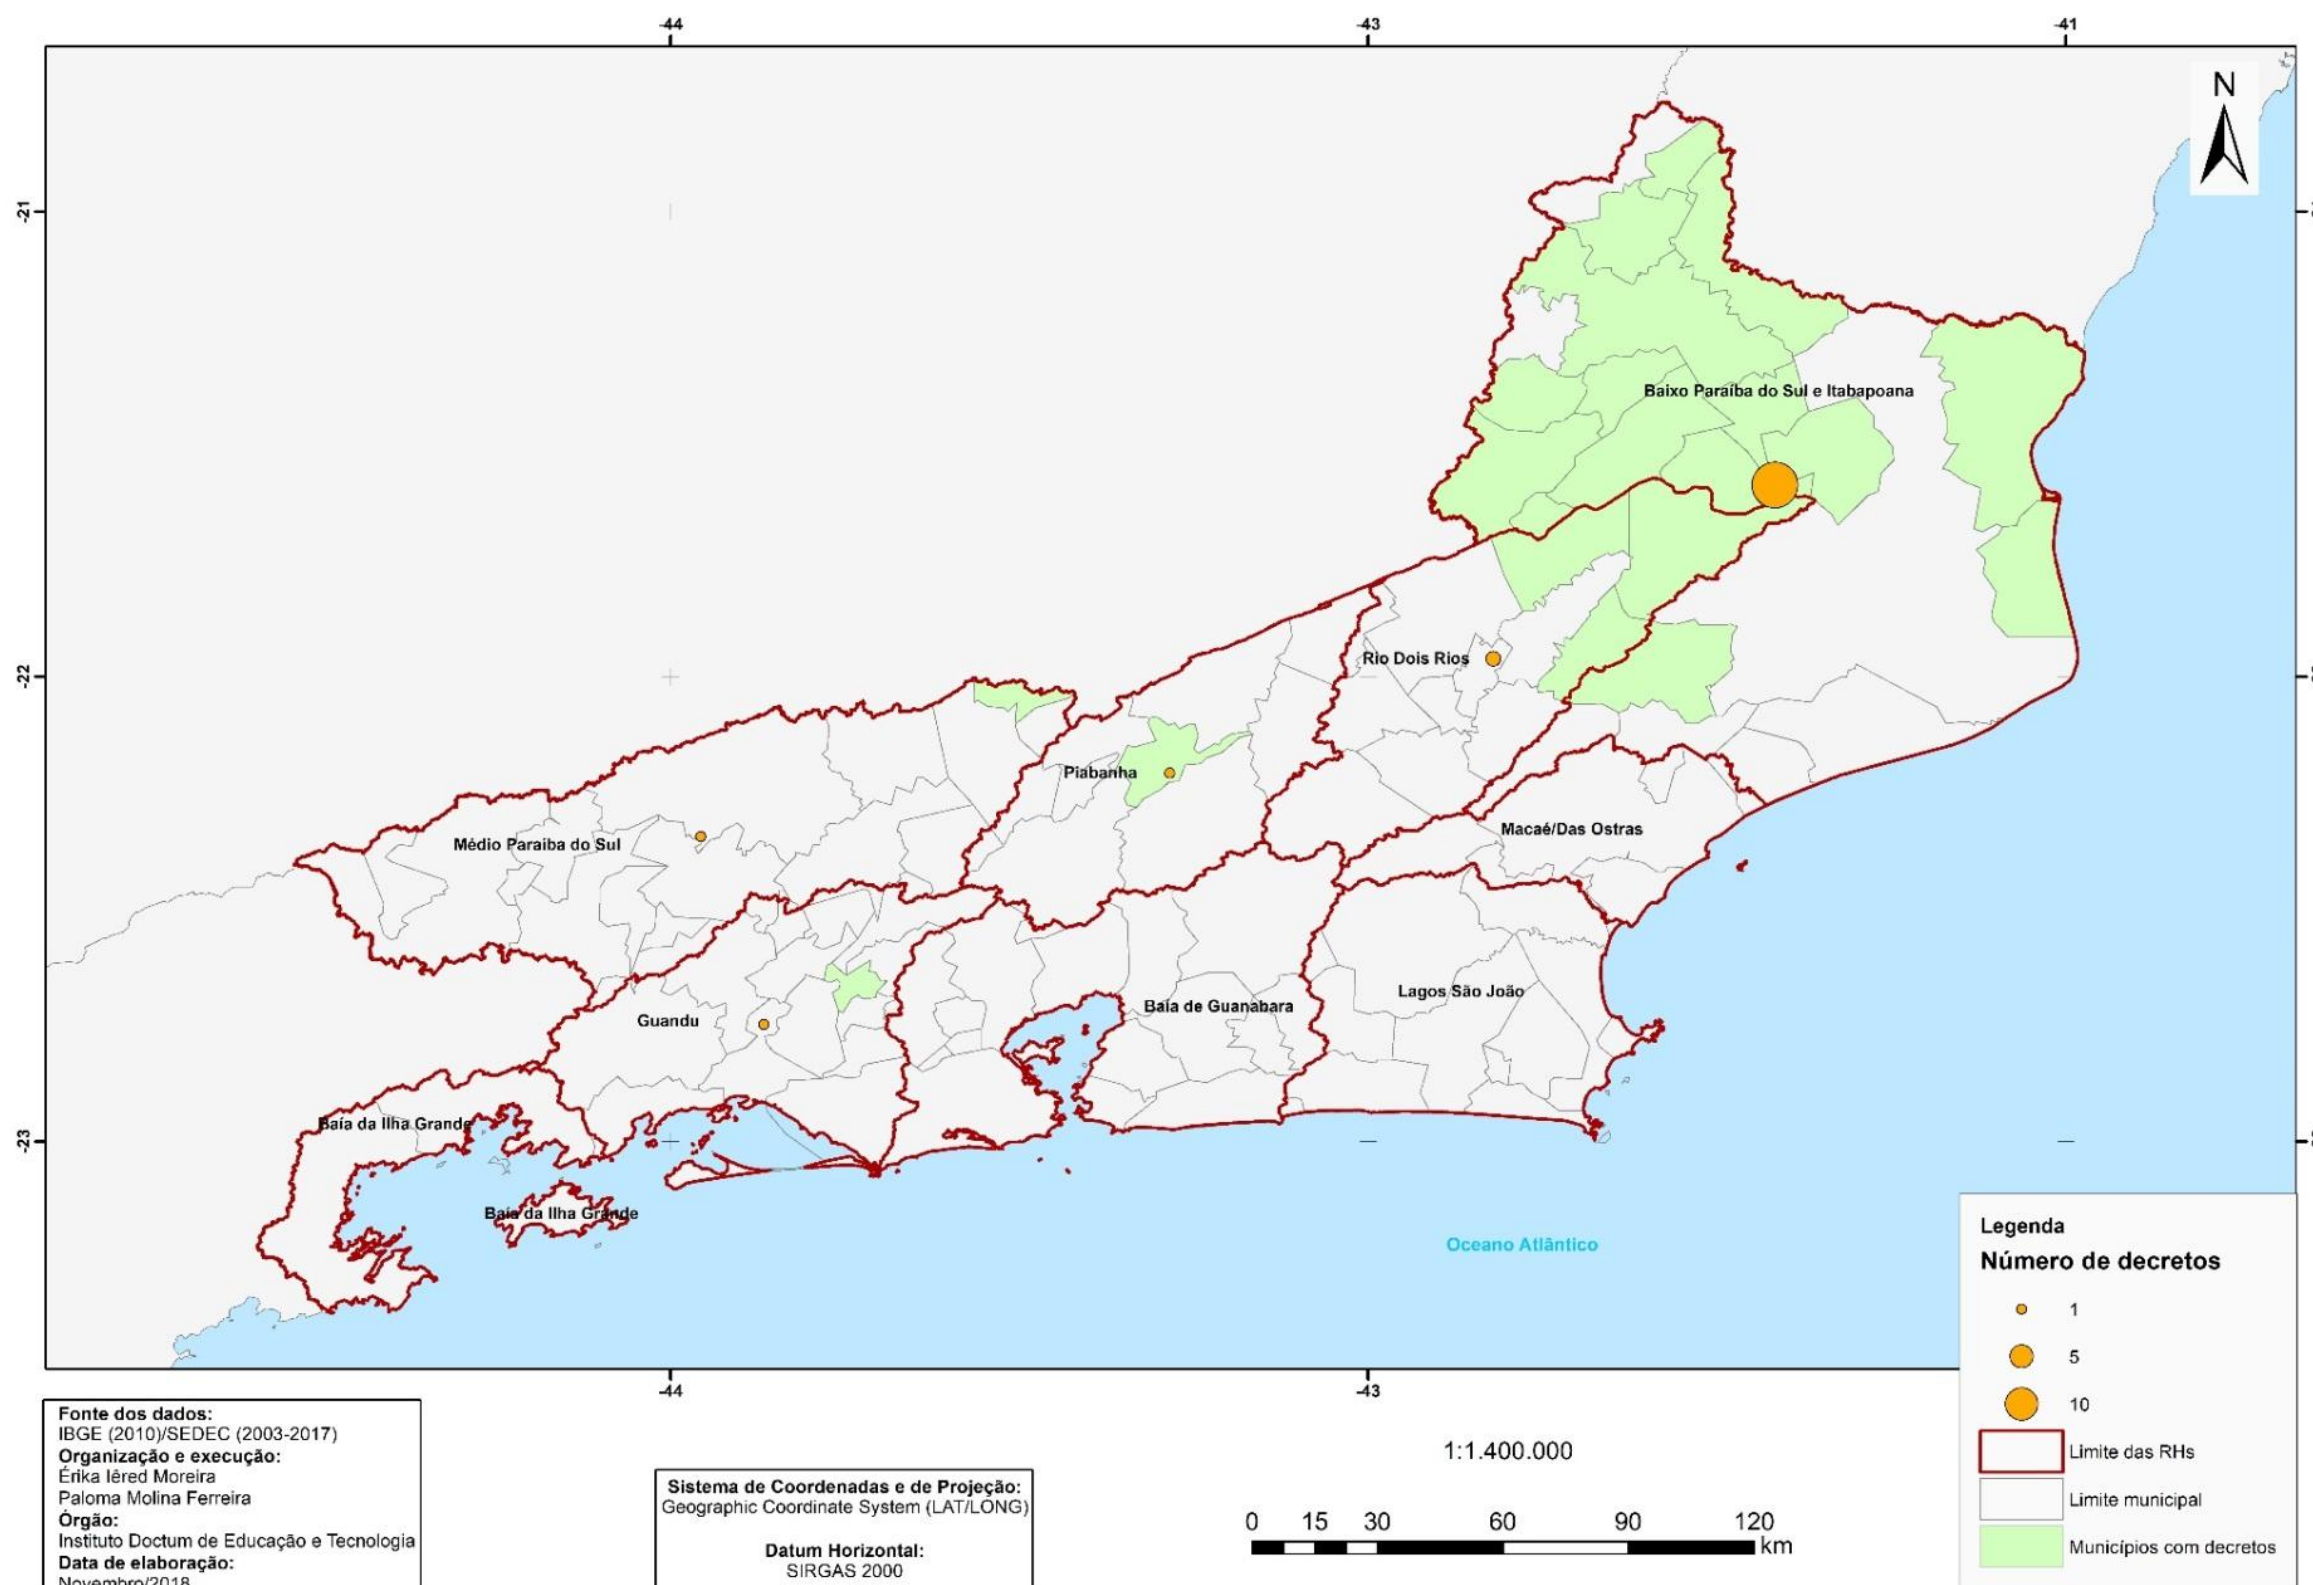 -44
-43
-41
N
-21
Baixo Paraíba do Sul e Itabapoana
-22
Rio Dois Rios
Piabanha
Macaé/Das Ostras
Médio Paraiba do Sul
Lagos São João
Baía de Guanabara
Guandu
-23
Baía da Ilha Grande
Baía da Ilha Grande
Oceano Atlântico
-44
-43
Legenda
Número de decretos
1
5
10
Limite das RHs
Limite municipal
Municípios com decretos
Fonte dos dados:
IBGE (2010)/SEDEC (2003-2017)
Organização e execução:
Érika Iêred Moreira
Paloma Molina Ferreira
Órgão:
Instituto Doctum de Educação e Tecnologia
Data de elaboração:
Novembro/2018
Sistema de Coordenadas e de Projeção:
Geographic Coordinate System (LAT/LONG)
Datum Horizontal:
SIRGAS 2000
1:1.400.000
0 15 30 60 90 120
km